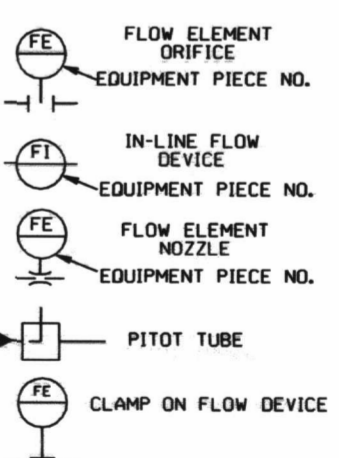 FE
FLOW ELEMENT
ORIFICE
EQUIPMENT PIECE NO.
FI
IN-LINE FLOW
DEVICE
EQUIPMENT PIECE NO.
FE
FLOW ELEMENT
NOZZLE
EQUIPMENT PIECE NO.
PITOT TUBE
FE
CLAMP ON FLOW DEVICE